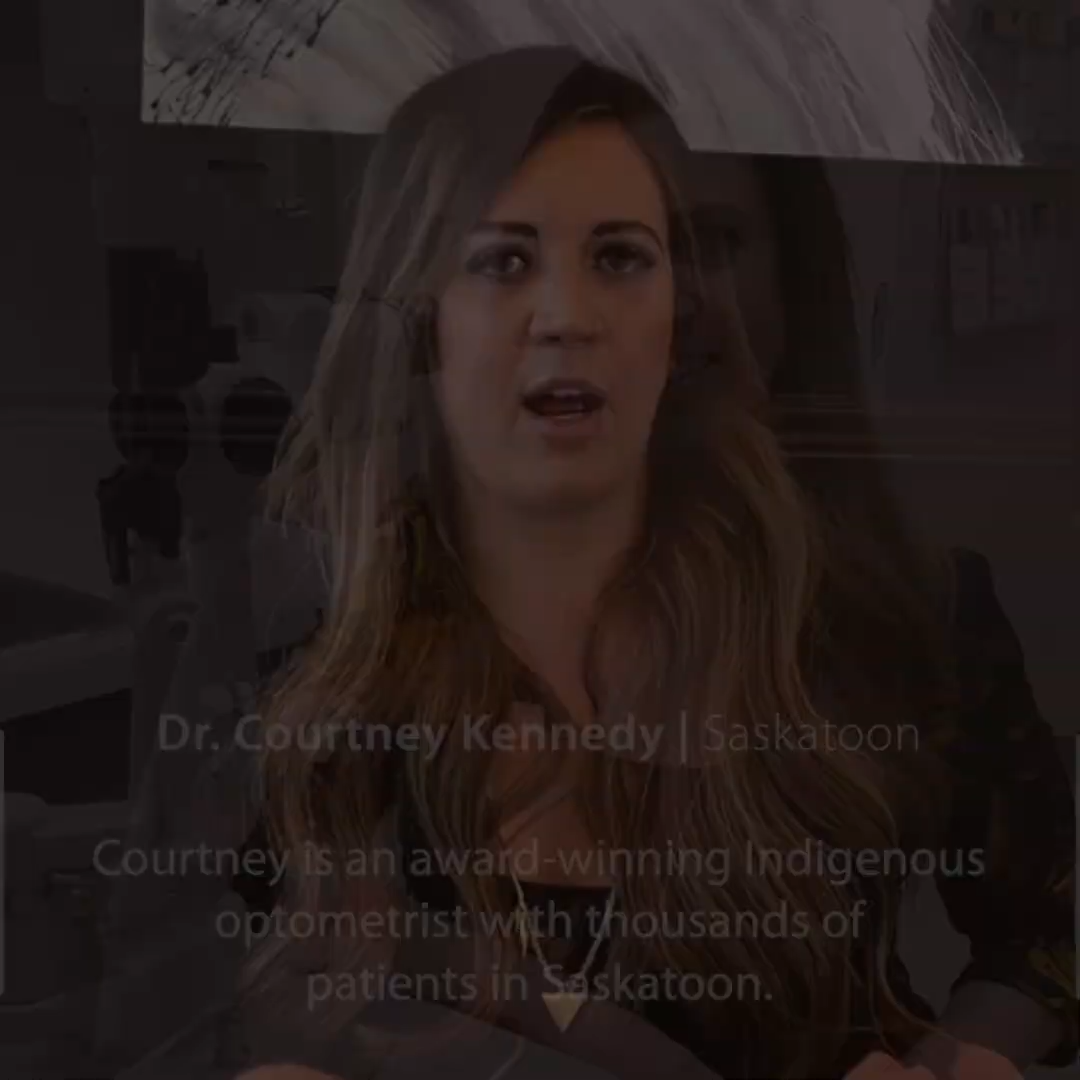 Dr. Courtney Kennedy | Saskatoon
Courtney is an award-winning Indigenous
optometrist with thousands of
patients in Saskatoon.